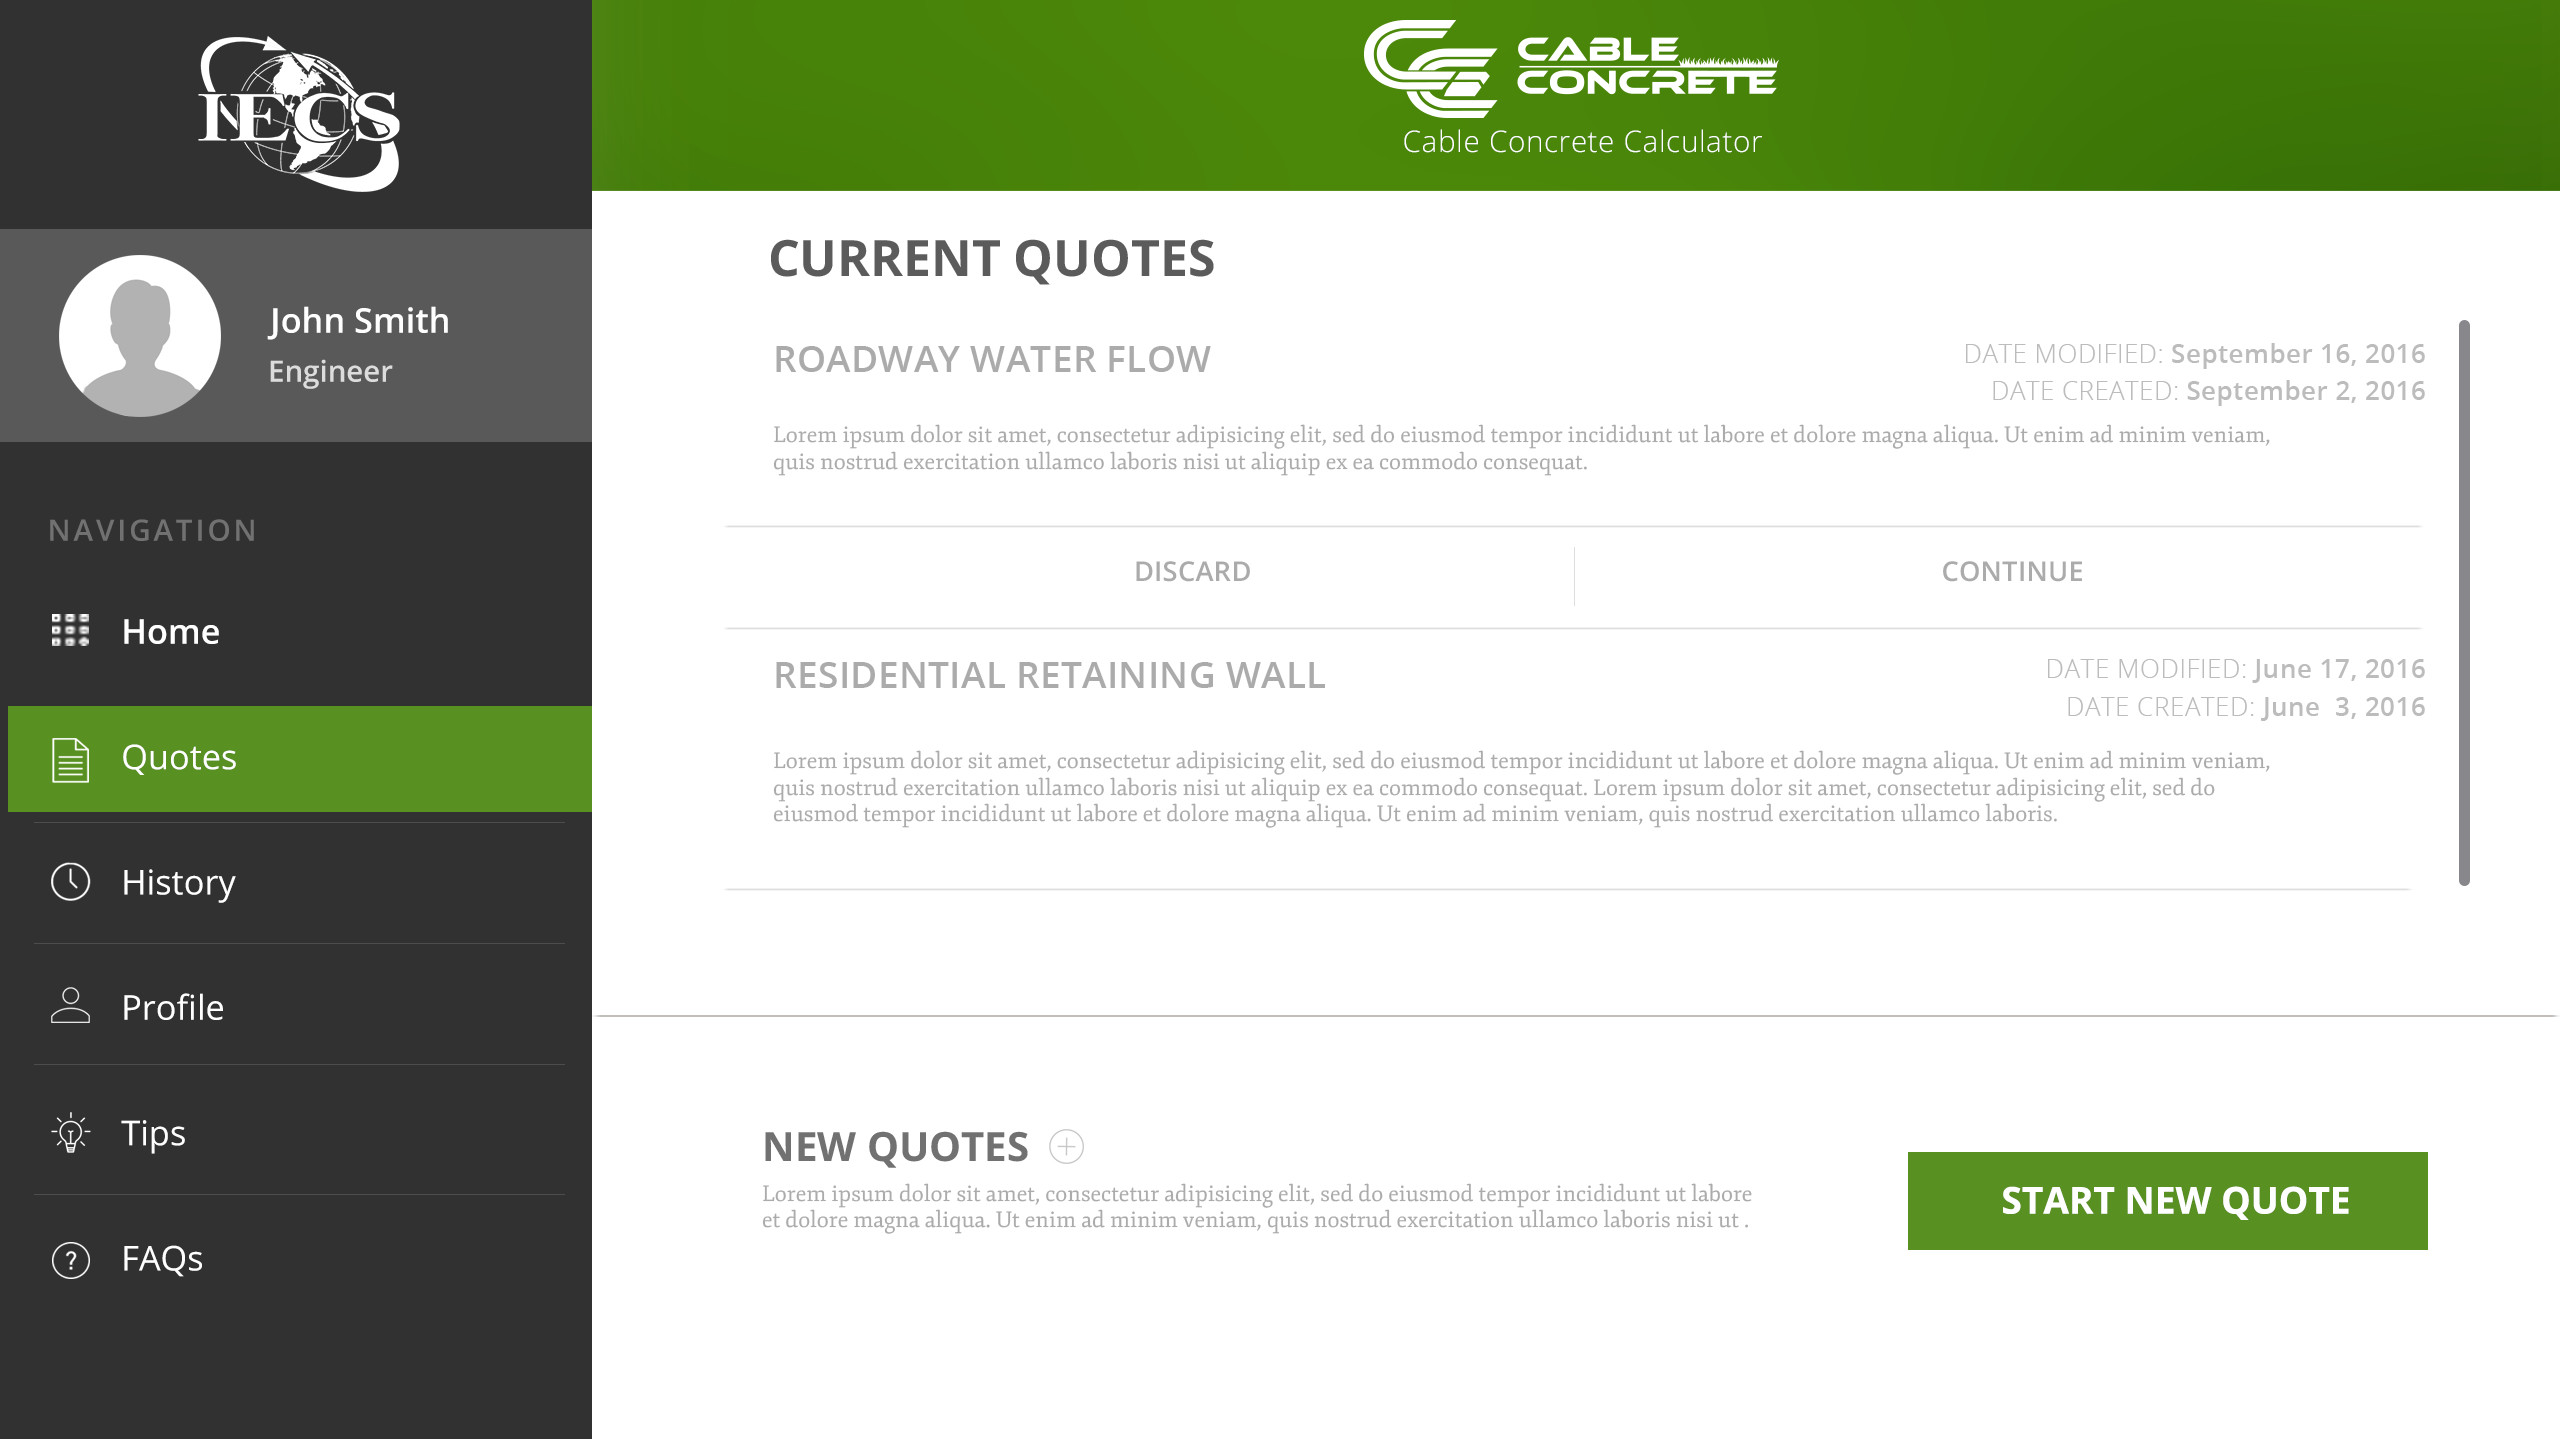 IECS
John Smith
Engineer
NAVIGATION
Home
Quotes
History
Profile
Tips
FAQs
CABLE
CONCRETE
Cable Concrete Calculator
CURRENT QUOTES
ROADWAY WATER FLOW
DATE MODIFIED: September 16, 2016
DATE CREATED: September 2, 2016
Lorem ipsum dolor sit amet, consectetur adipisicing elit, sed do eiusmod tempor incididunt ut labore et dolore magna aliqua. Ut enim ad minim veniam,
quis nostrud exercitation ullamco laboris nisi ut aliquip ex ea commodo consequat.
DISCARD
CONTINUE
RESIDENTIAL RETAINING WALL
DATE MODIFIED: June 17, 2016
DATE CREATED: June  3, 2016
Lorem ipsum dolor sit amet, consectetur adipisicing elit, sed do eiusmod tempor incididunt ut labore et dolore magna aliqua. Ut enim ad minim veniam,
quis nostrud exercitation ullamco laboris nisi ut aliquip ex ea commodo consequat. Lorem ipsum dolor sit amet, consectetur adipisicing elit, sed do
eiusmod tempor incididunt ut labore et dolore magna aliqua. Ut enim ad minim veniam, quis nostrud exercitation ullamco laboris.
NEW QUOTES
Lorem ipsum dolor sit amet, consectetur adipisicing elit, sed do eiusmod tempor incididunt ut labore
et dolore magna aliqua. Ut enim ad minim veniam, quis nostrud exercitation ullamco laboris nisi ut .
START NEW QUOTE